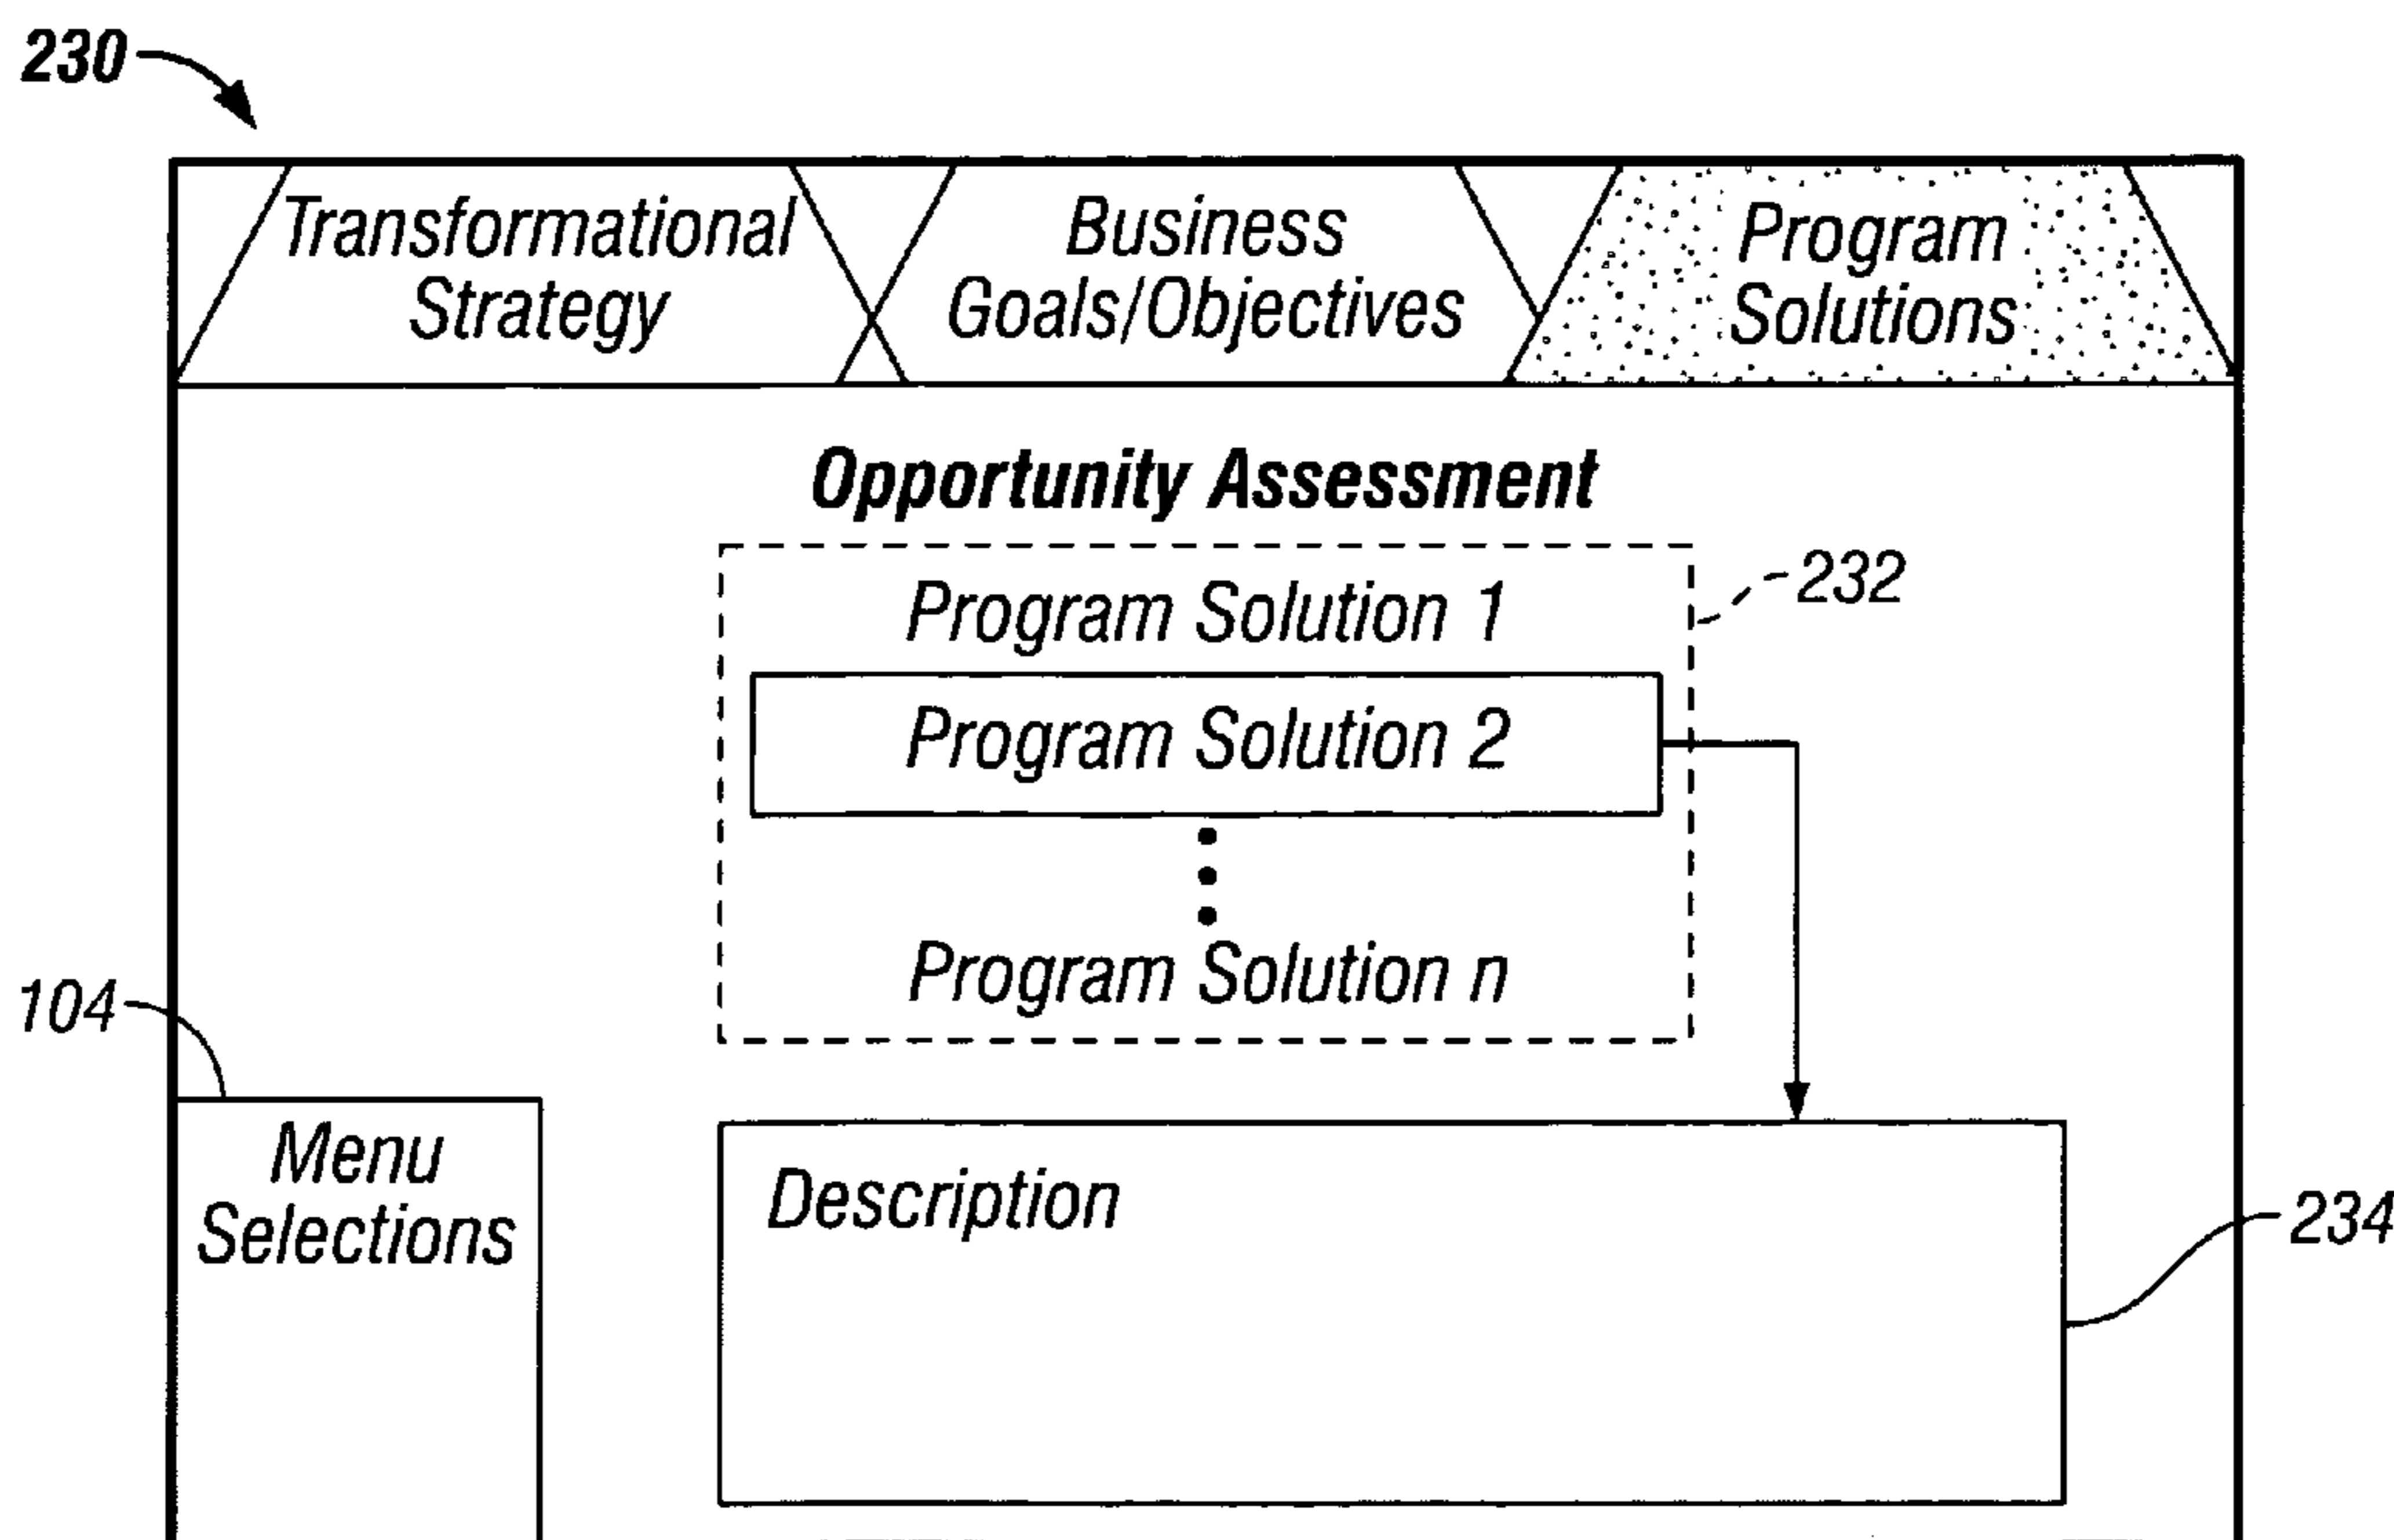 230
Transformational
Strategy
Business
Goals/Objectives
Program
Solutions
Opportunity Assessment
232
Program Solution 1
Program Solution 2
Program Solution n
104
Menu
Selections
Description
234